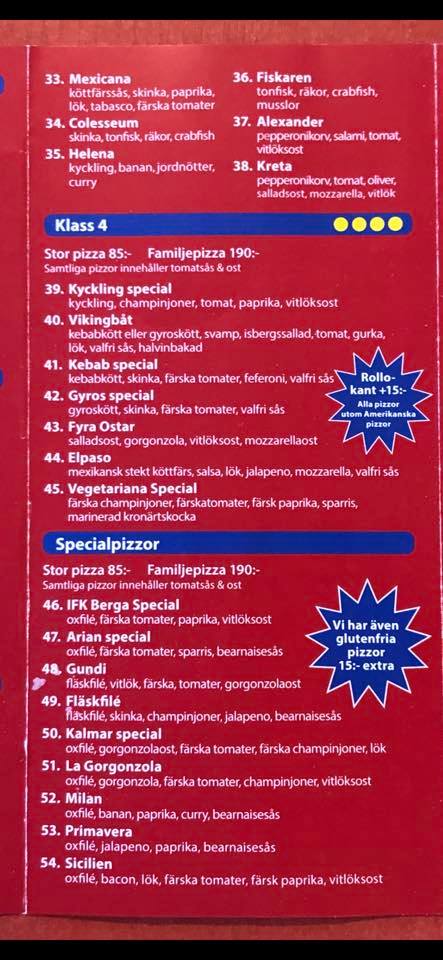 33. Mexicana
köttfärssås, skinka, paprika,
lök, tabasco, färska tomater
34. Colesseum
skinka, tonfisk, räkor, crabfish
35. Helena
kyckling, banan, jordnötter,
curry
36. Fiskaren
tonfisk, räkor, crabfish,
musslor
37. Alexander
pepperonikorv, salami, tomat,
vitlöksost
38. Kreta
pepperonikorv, tomat, oliver,
salladsost, mozzarella, vitlök
Klass 4
Stor pizza 85:- Familjepizza 190:-
Samtliga pizzor innehåller tomatsås & ost
39. Kyckling special
kyckling, champinjoner, tomat, paprika, vitlöksost
40. Vikingbåt
kebabkött eller gyroskött, svamp, isbergssallad, tomat, gurka,
lök, valfri sås, halvinbakad
41. Kebab special
kebabkött, skinka, färska tomater, feferoni, valfri sås
42. Gyros special
gyroskött, skinka, färska tomater, valfri sås
43. Fyra Ostar
salladsost, gorgonzola, vitlöksost, mozzarellaost
44. Elpaso
mexikansk stekt köttfärs, salsa, lök, jalapeno, mozzarella, valfri sås
45. Vegetariana Special
färska champinjoner, färskatomater, färsk paprika, sparris,
marinerad kronärtskocka
Rollo-
kant +15:-
Alla pizzor
utom Amerikanska
pizzor
Specialpizzor
Stor pizza 85:- Familjepizza 190:-
Samtliga pizzor innehåller tomatsås & ost
46. IFK Berga Special
oxfilé, färska tomater, paprika, vitlöksost
47. Arian special
oxfilé, färska tomater, sparris, bearnaisesås
48. Gundi
fläskfilé, vitlök, färska, tomater, gorgonzolaost
49. Fläskfilé
fläskfilé, skinka, champinjoner, jalapeno, bearnaisesås
50. Kalmar special
oxfilé, gorgonzolaost, färska tomater, färska champinjoner, lök
51. La Gorgonzola
oxfilé, gorgonzola, färska tomater, champinjoner, vitlöksost
52. Milan
oxfilé, banan, paprika, curry, bearnaisesås
53. Primavera
oxfilé, jalapeno, paprika, bearnaisesås
54. Sicilien
oxfilé, bacon, lök, färska tomater, färsk paprika, vitlöksost
Vi har även
glutenfria
pizzor
15:- extra